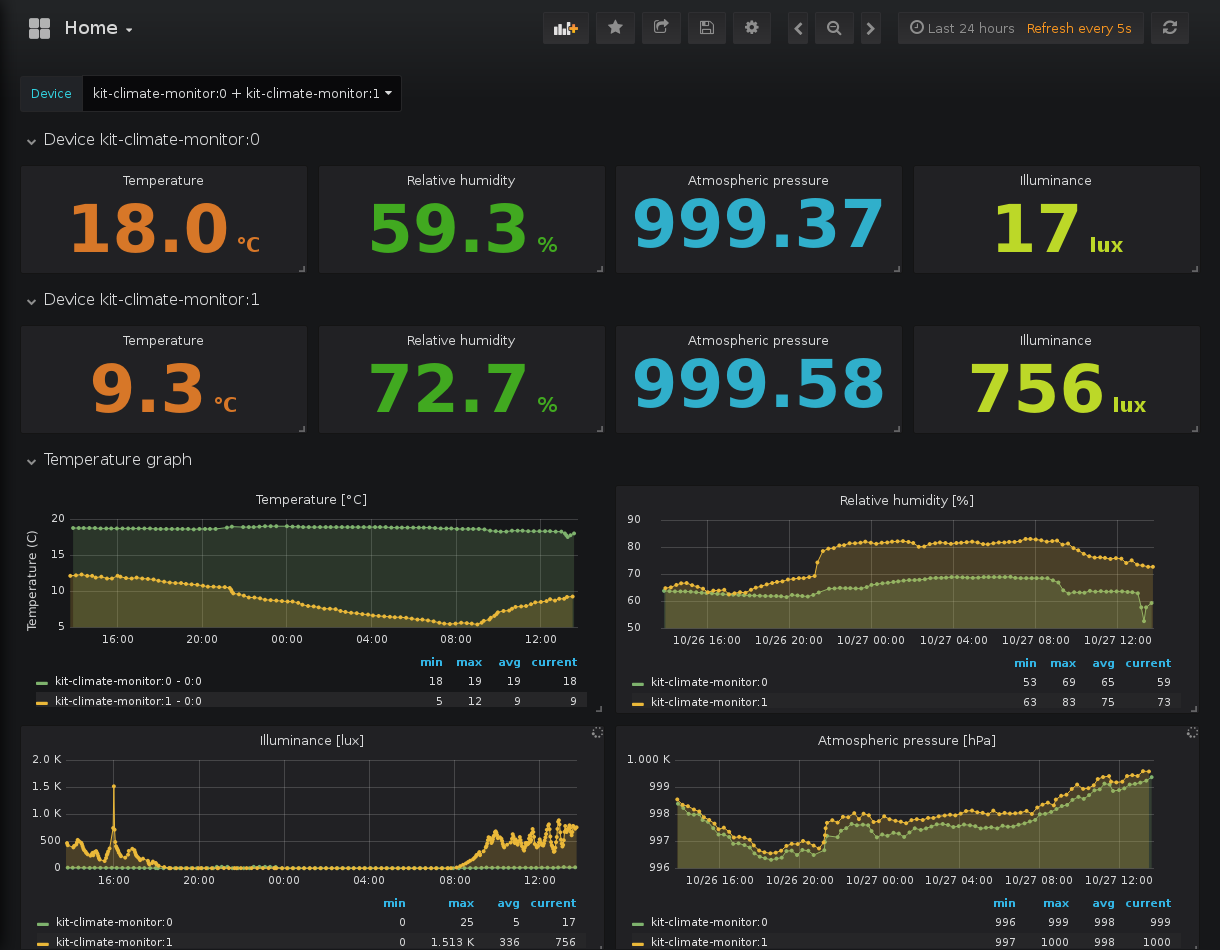 Home
Last 24 hours Refresh every 5s
Device kit-climate-monitor:0 + kit-climate-monitor:1
Device kit-climate-monitor:0
Temperature Relative humidity Atmospheric pressure Illuminance
18.0 °C 59.3 % 999.37 17 lux
Device kit-climate-monitor:1
Temperature Relative humidity Atmospheric pressure Illuminance
9.3 °C 72.7 % 999.58 756 lux
Temperature graph
Temperature [°C]
Temperature (C)
20
15
10
5
16:00 20:00 00:00 04:00 08:00 12:00
min max avg current
kit-climate-monitor:0 - 0:0 18 19 19 18
kit-climate-monitor:1 - 0:0 5 12 9 9
Relative humidity [%]
90
80
70
60
50
10/26 16:00 10/26 20:00 10/27 00:00 10/27 04:00 10/27 08:00 10/27 12:00
min max avg current
kit-climate-monitor:0 53 69 65 59
kit-climate-monitor:1 63 83 75 73
Illuminance [lux]
2.0 K
1.5 K
1.0 K
500
0
16:00 20:00 00:00 04:00 08:00 12:00
min max avg current
kit-climate-monitor:0 0 25 5 17
kit-climate-monitor:1 0 1.513 K 336 756
Atmospheric pressure [hPa]
1.000 K
999
998
997
996
10/26 16:00 10/26 20:00 10/27 00:00 10/27 04:00 10/27 08:00 10/27 12:00
min max avg current
kit-climate-monitor:0 996 999 998 999
kit-climate-monitor:1 997 1000 998 1000